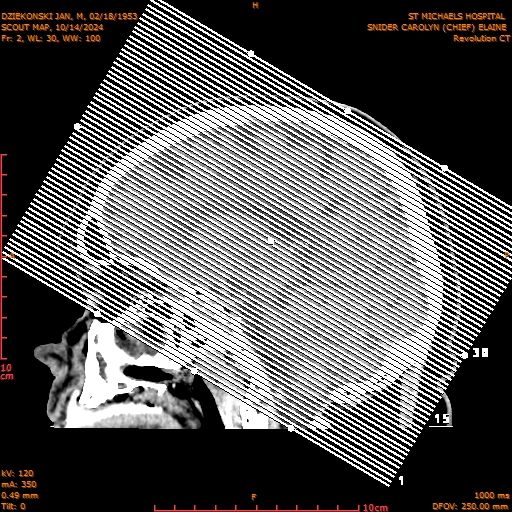 H
DZIEKONSKI JAN, M, 02/18/1953
SCOUT MAP, 10/14/2024
Fr: 2, WL: 30, WW: 100
ST MICHAELS HOSPITAL
SNIDER CAROLYN (CHIEF) ELAINE
Revolution CT
10
cm
38
15
1
kV: 120
mA: 350
0.49 mm
Tilt: 0
F
10cm
1000 ms
DFOV: 250.00 mm